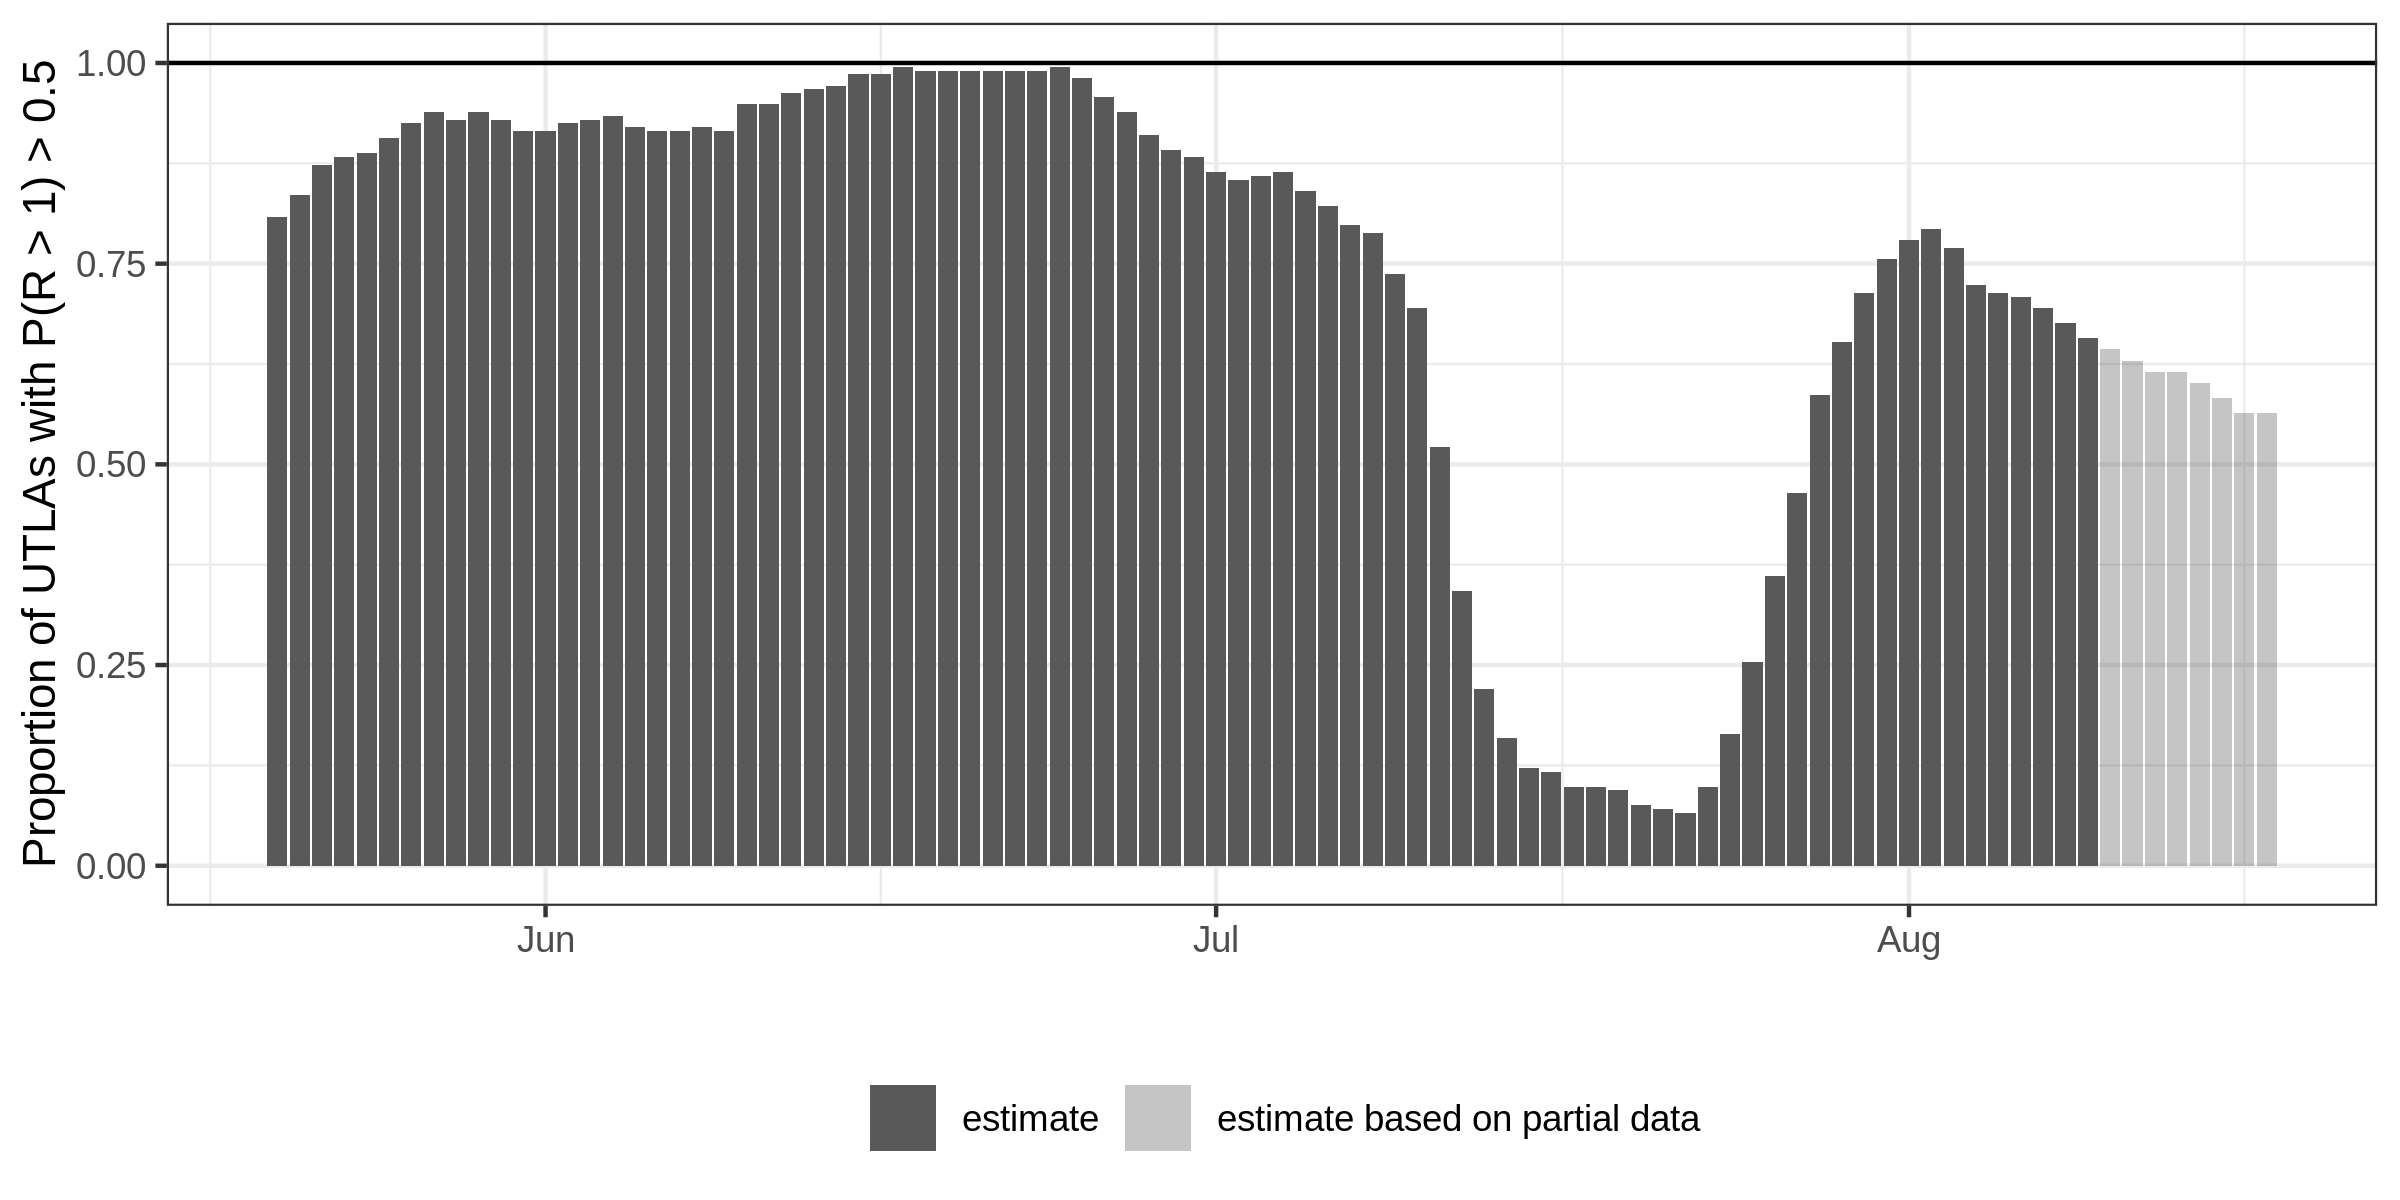 Proportion of UTLAs with P(R > 1) > 0.5
1.00
0.75
0.50
0.25
0.00
Jun Jul Aug
estimate estimate based on partial data